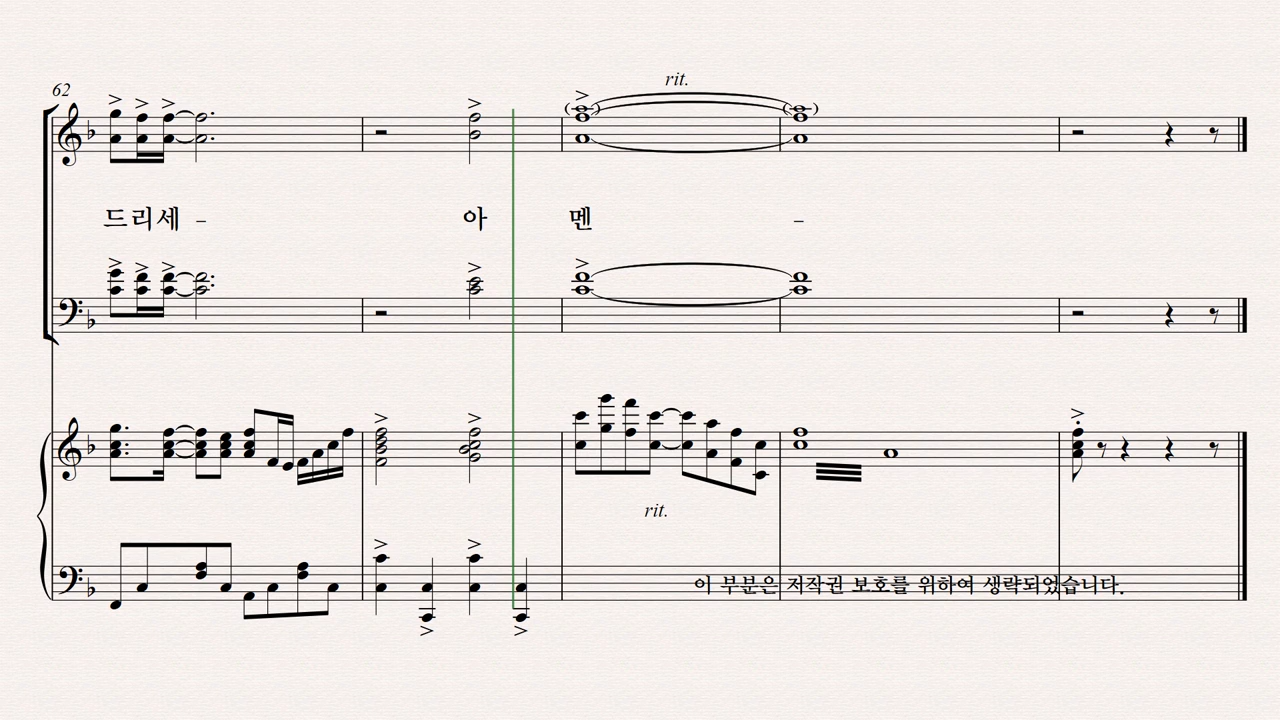 62
rit.
드리세 - 아 멘 -
rit.
이 부분은 저작권 보호를 위하여 생략되었습니다.